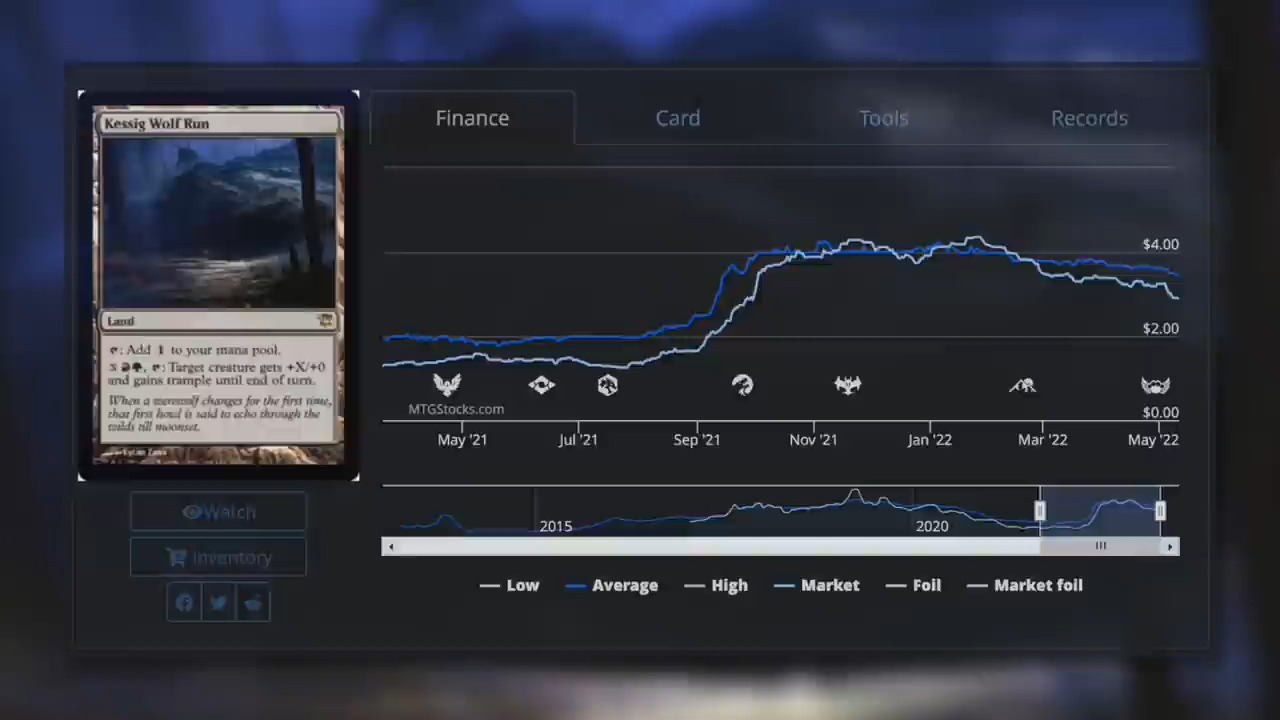 Kessig Wolf Run
Land
: Add 1 to your mana pool.
: Target creature gets +X/+0
and gains trample until end of turn.
When a werewolf changes for the first time,
that first howl is said to echo through the
wilds till moonset.
Finance
Card
Tools
Records
$4.00
$2.00
$0.00
MTGStocks.com
May '21
Jul '21
Sep '21
Nov '21
Jan '22
Mar '22
May '22
2015
2020
Low
Average
High
Market
Foil
Market foil
Watch
Inventory